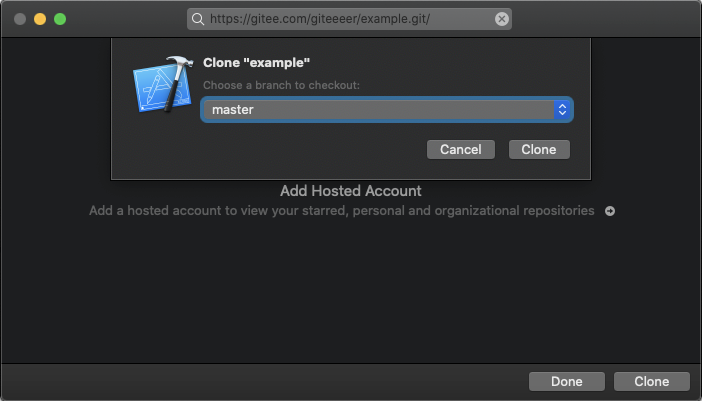 https://gitee.com/giteeeer/example.git/
Clone "example"
Choose a branch to checkout:
master
Cancel
Clone
Add Hosted Account
Add a hosted account to view your starred, personal and organizational repositories
Done
Clone